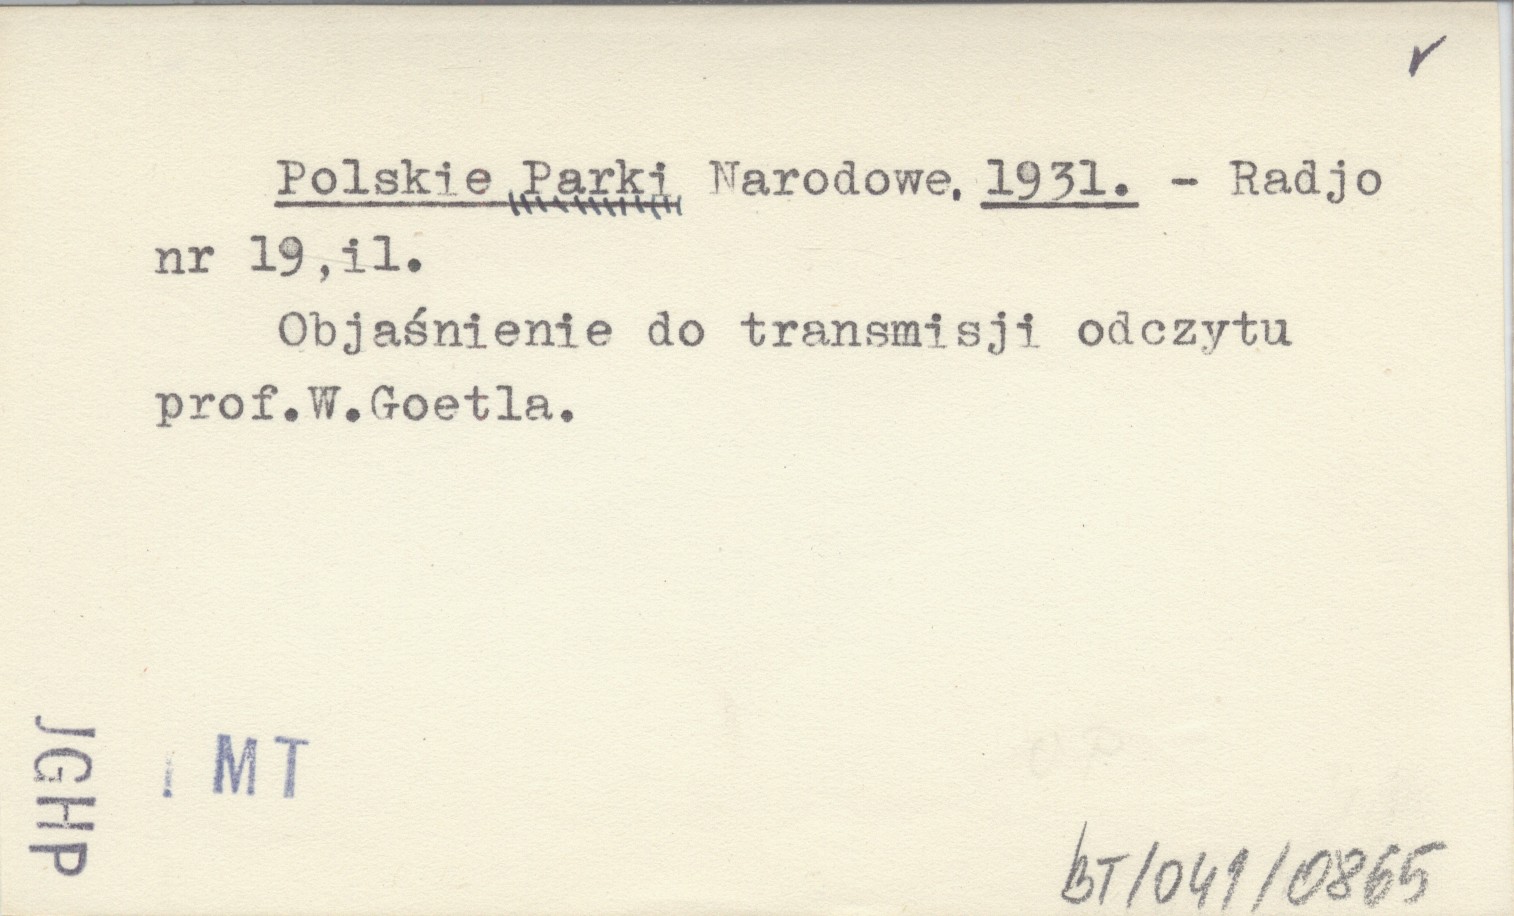 Polskie Parki Narodowe. 1931. - Radjo
nr 19,il.
Objaśnienie do transmisji odczytu
prof.W.Goetla.
JGHP
MT
BT/041/0865